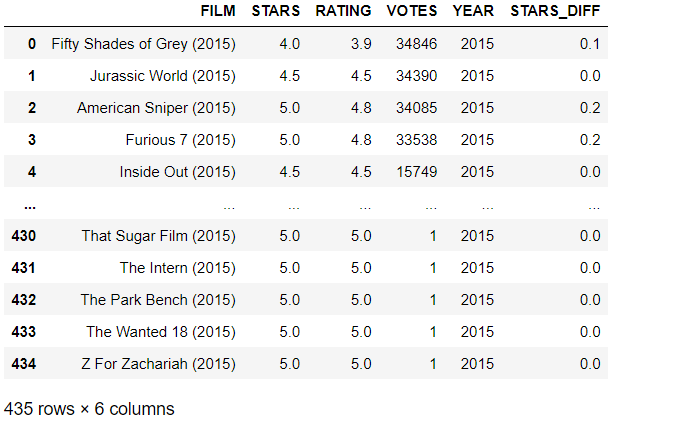 FILM STARS RATING VOTES YEAR STARS_DIFF
0 Fifty Shades of Grey (2015) 4.0 3.9 34846 2015 0.1
1 Jurassic World (2015) 4.5 4.5 34390 2015 0.0
2 American Sniper (2015) 5.0 4.8 34085 2015 0.2
3 Furious 7 (2015) 5.0 4.8 33538 2015 0.2
4 Inside Out (2015) 4.5 4.5 15749 2015 0.0
... ... ... ... ... ... ...
430 That Sugar Film (2015) 5.0 5.0 1 2015 0.0
431 The Intern (2015) 5.0 5.0 1 2015 0.0
432 The Park Bench (2015) 5.0 5.0 1 2015 0.0
433 The Wanted 18 (2015) 5.0 5.0 1 2015 0.0
434 Z For Zachariah (2015) 5.0 5.0 1 2015 0.0
435 rows × 6 columns